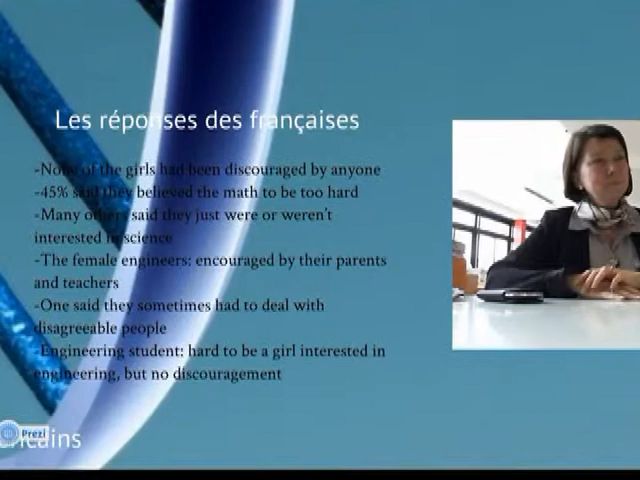 Les réponses des françaises
-None of the girls had been discouraged by anyone
-45% said they believed the math to be too hard
-Many others said they just were or weren't
interested in science
-The female engineers: encouraged by their parents
and teachers
-One said they sometimes had to deal with
disagreeable people
-Engineering student: hard to be a girl interested in
engineering, but no discouragement
Prezi